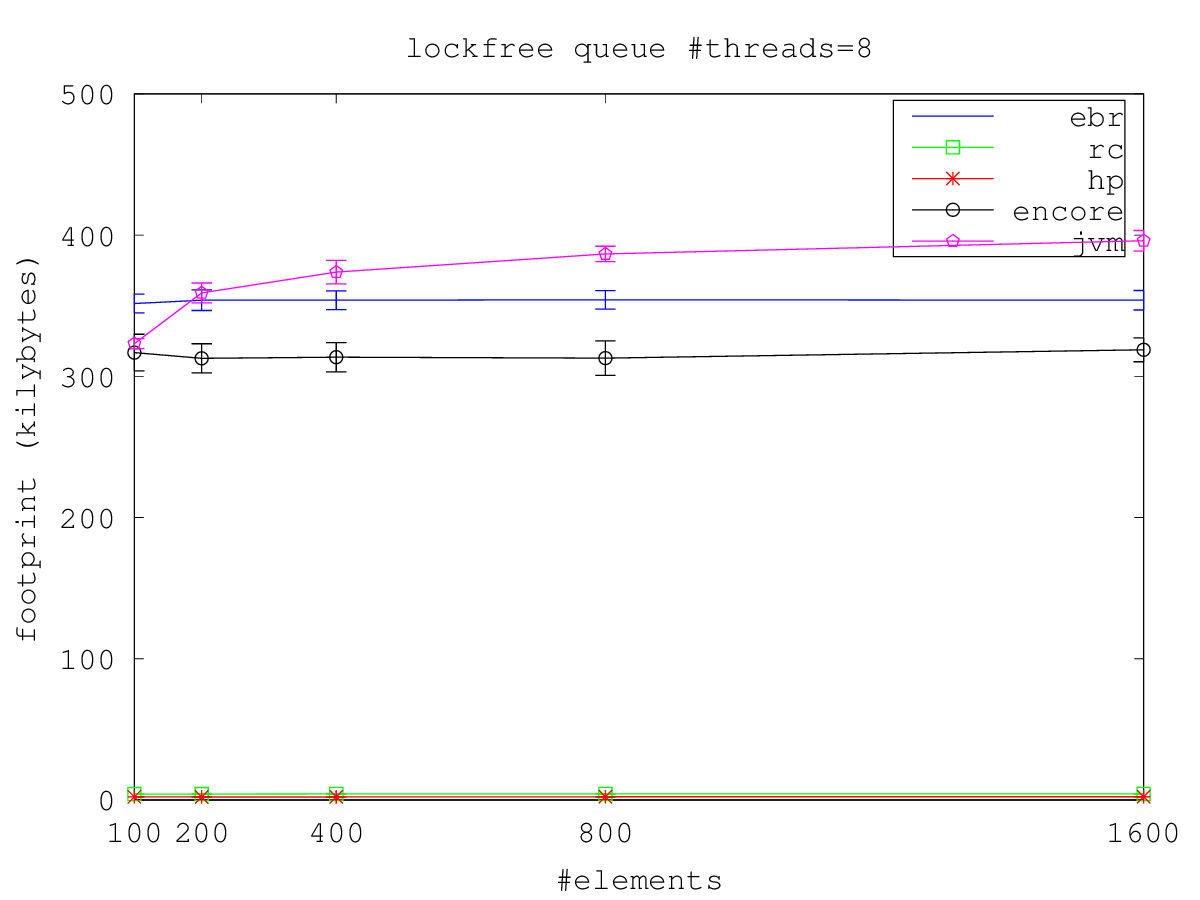 lockfree queue #threads=8
500
400
300
200
100
0
footprint (kilybytes)
ebr
rc
hp
encore
jvm
100 200 400 800 1600
#elements